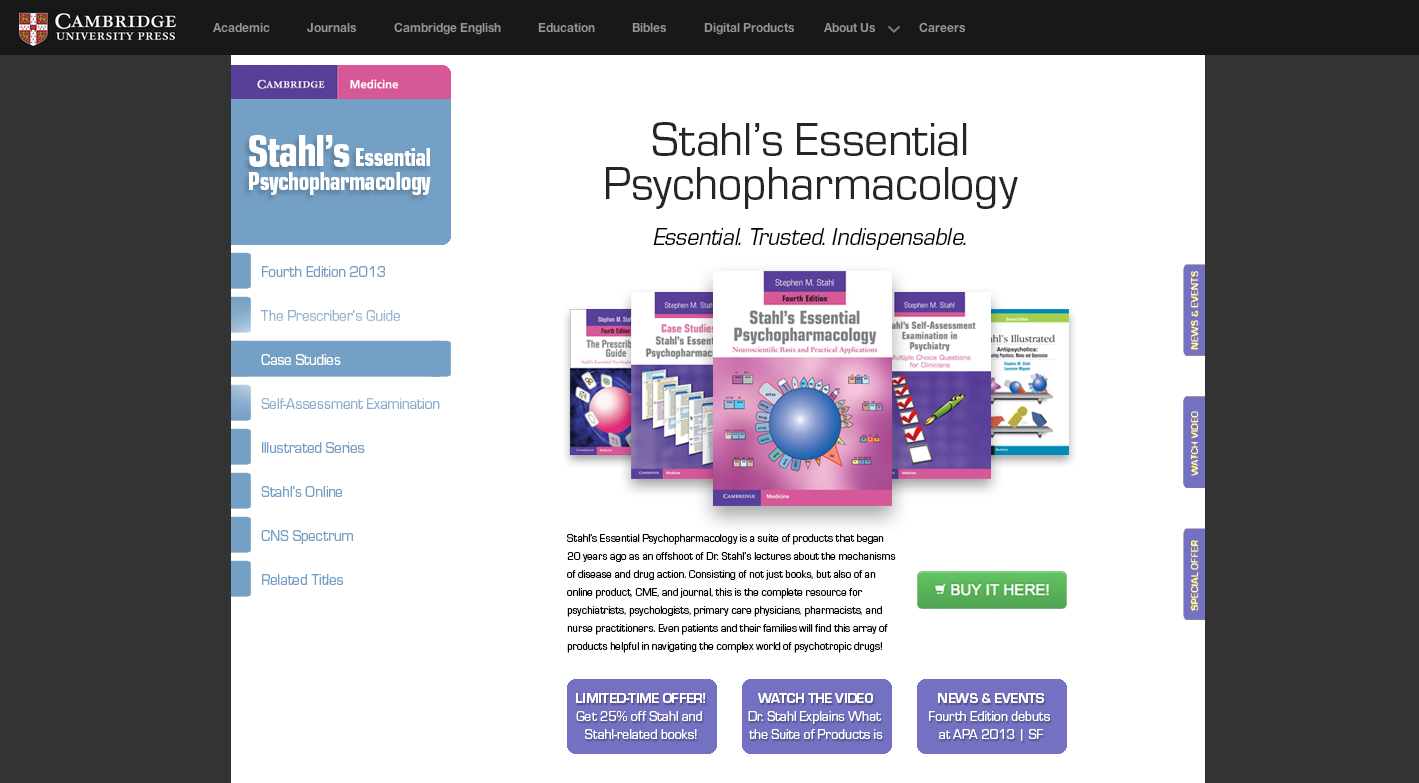 CAMBRIDGE
UNIVERSITY PRESS
Academic
Journals
Cambridge English
Education
Bibles
Digital Products
About Us
Careers
CAMBRIDGE
Medicine
Stahl's Essential
Psychopharmacology
Fourth Edition 2013
The Prescriber's Guide
Case Studies
Self-Assessment Examination
Illustrated Series
Stahl's Online
CNS Spectrum
Related Titles
Stahl's Essential
Psychopharmacology
Essential. Trusted. Indispensable.
Stephen M. Stahl
Fourth Edition
Stahl's Essential
Psychopharmacology
Neuroscientific Basis and Practical Applications
CAMBRIDGE
Medicine
Fourth Edition
The Prescriber's
Guide
Stephen M. Stahl
Case Studies
Stephen M. Stahl
Self-Assessment
Examination in
Psychiatry
Multiple Choice Questions
for Clinicians
Illustrated
Antipsychotics:
Stephen M. Stahl
Stahl's Essential Psychopharmacology is a suite of products that began
20 years ago as an offshoot of Dr. Stahl's lectures about the mechanisms
of disease and drug action. Consisting of not just books, but also of an
online product, CME, and journal, this is the complete resource for
psychiatrists, psychologists, primary care physicians, pharmacists, and
nurse practitioners. Even patients and their families will find this array of
products helpful in navigating the complex world of psychotropic drugs!
BUY IT HERE!
LIMITED-TIME OFFER!
Get 25% off Stahl and
Stahl-related books!
WATCH THE VIDEO
Dr. Stahl Explains What
the Suite of Products is
NEWS & EVENTS
Fourth Edition debuts
at APA 2013 | SF
NEWS & EVENTS
WATCH VIDEO
SPECIAL OFFER